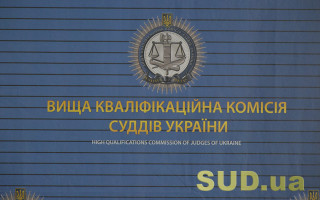 ВИЩА КВАЛІФІКАЦІЙНА КОМІСІЯ
СУДДІВ УКРАЇНИ
HIGH QUALIFICATIONS COMMISSION OF JUDGES OF UKRAINE
SUD.ua